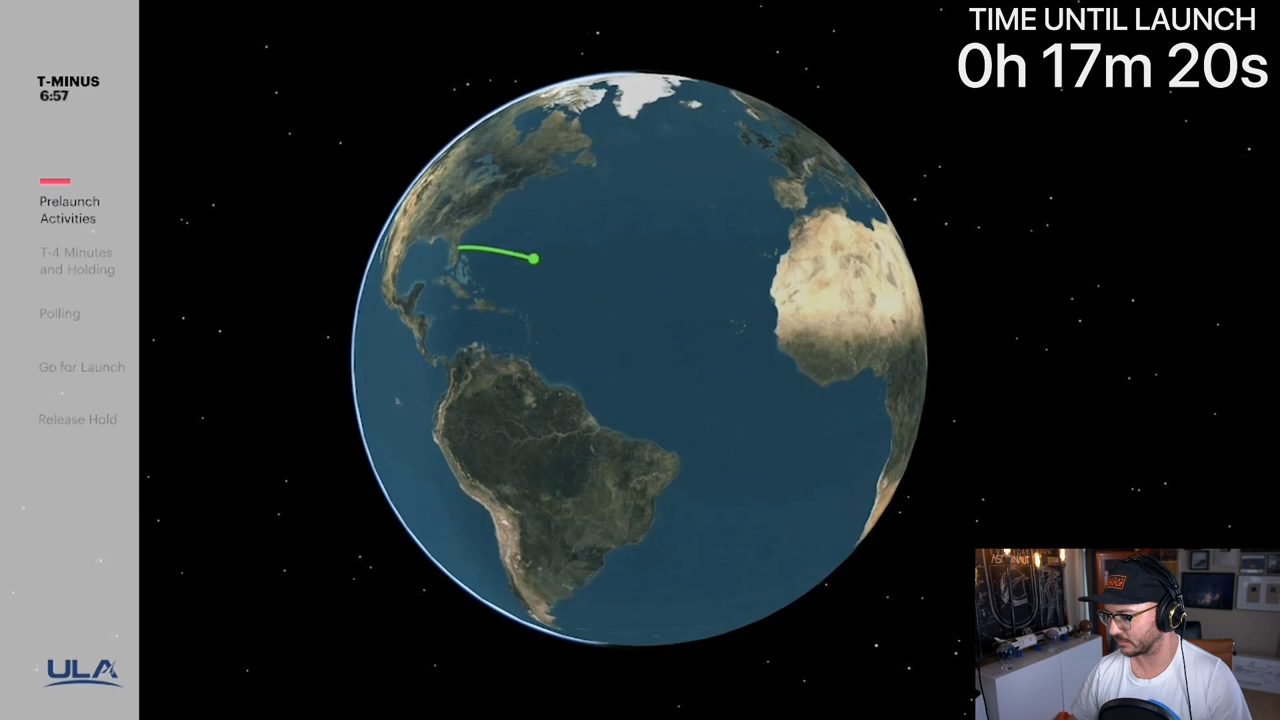 T-MINUS
6:57
Prelaunch
Activities
T-4 Minutes
and Holding
Polling
Go for Launch
Release Hold
ULA
TIME UNTIL LAUNCH
0h 17m 20s